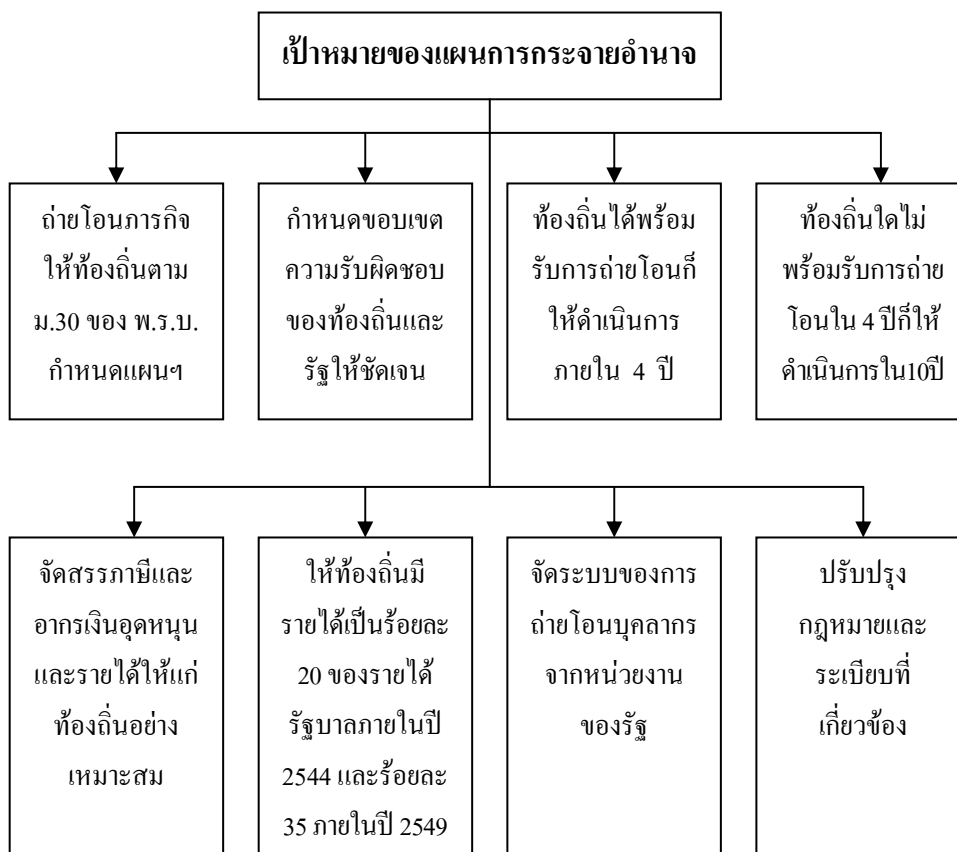 เป้าหมายของแผนการกระจายอำนาจ
ถ่ายโอนภารกิจ
ให้ท้องถิ่นตาม
ม.30 ของ พ.ร.บ.
กำหนดแผนฯ
กำหนดขอบเขต
ความรับผิดชอบ
ของท้องถิ่นและ
รัฐให้ชัดเจน
ท้องถิ่นได้พร้อม
รับการถ่ายโอนก็
ให้ดำเนินการ
ภายใน 4 ปี
ท้องถิ่นใดไม่
พร้อมรับการถ่าย
โอนใน 4 ปีก็ให้
ดำเนินการใน10ปี
จัดสรรภาษีและ
อากรเงินอุดหนุน
และรายได้ให้แก่
ท้องถิ่นอย่าง
เหมาะสม
ให้ท้องถิ่นมี
รายได้เป็นร้อยละ
20 ของรายได้
รัฐบาลภายในปี
2544 และร้อยละ
35 ภายในปี 2549
จัดระบบของการ
ถ่ายโอนบุคลากร
จากหน่วยงาน
ของรัฐ
ปรับปรุง
กฎหมายและ
ระเบียบที่
เกี่ยวข้อง